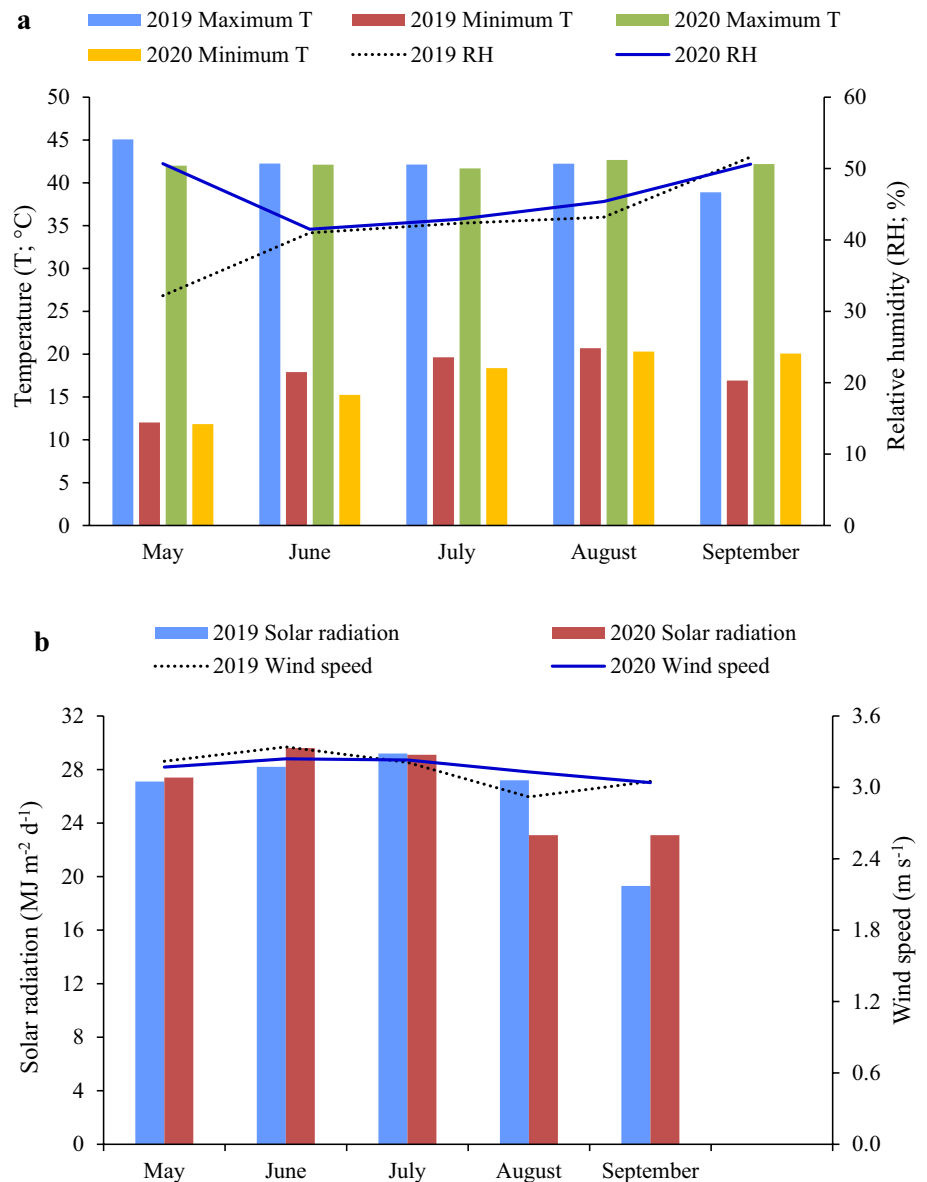 a
2019 Maximum T 2019 Minimum T 2020 Maximum T
2020 Minimum T 2019 RH 2020 RH
Temperature (T; °C)
50
45
40
35
30
25
20
15
10
5
0
60
50
40
30
20
10
0
Relative humidity (RH; %)
May June July August September
b
2019 Solar radiation 2020 Solar radiation
2019 Wind speed 2020 Wind speed
Solar radiation (MJ m-2 d-1)
32
28
24
20
16
12
8
4
0
3.6
3.0
2.4
1.8
1.2
0.6
0.0
Wind speed (m s-1)
May June July August September